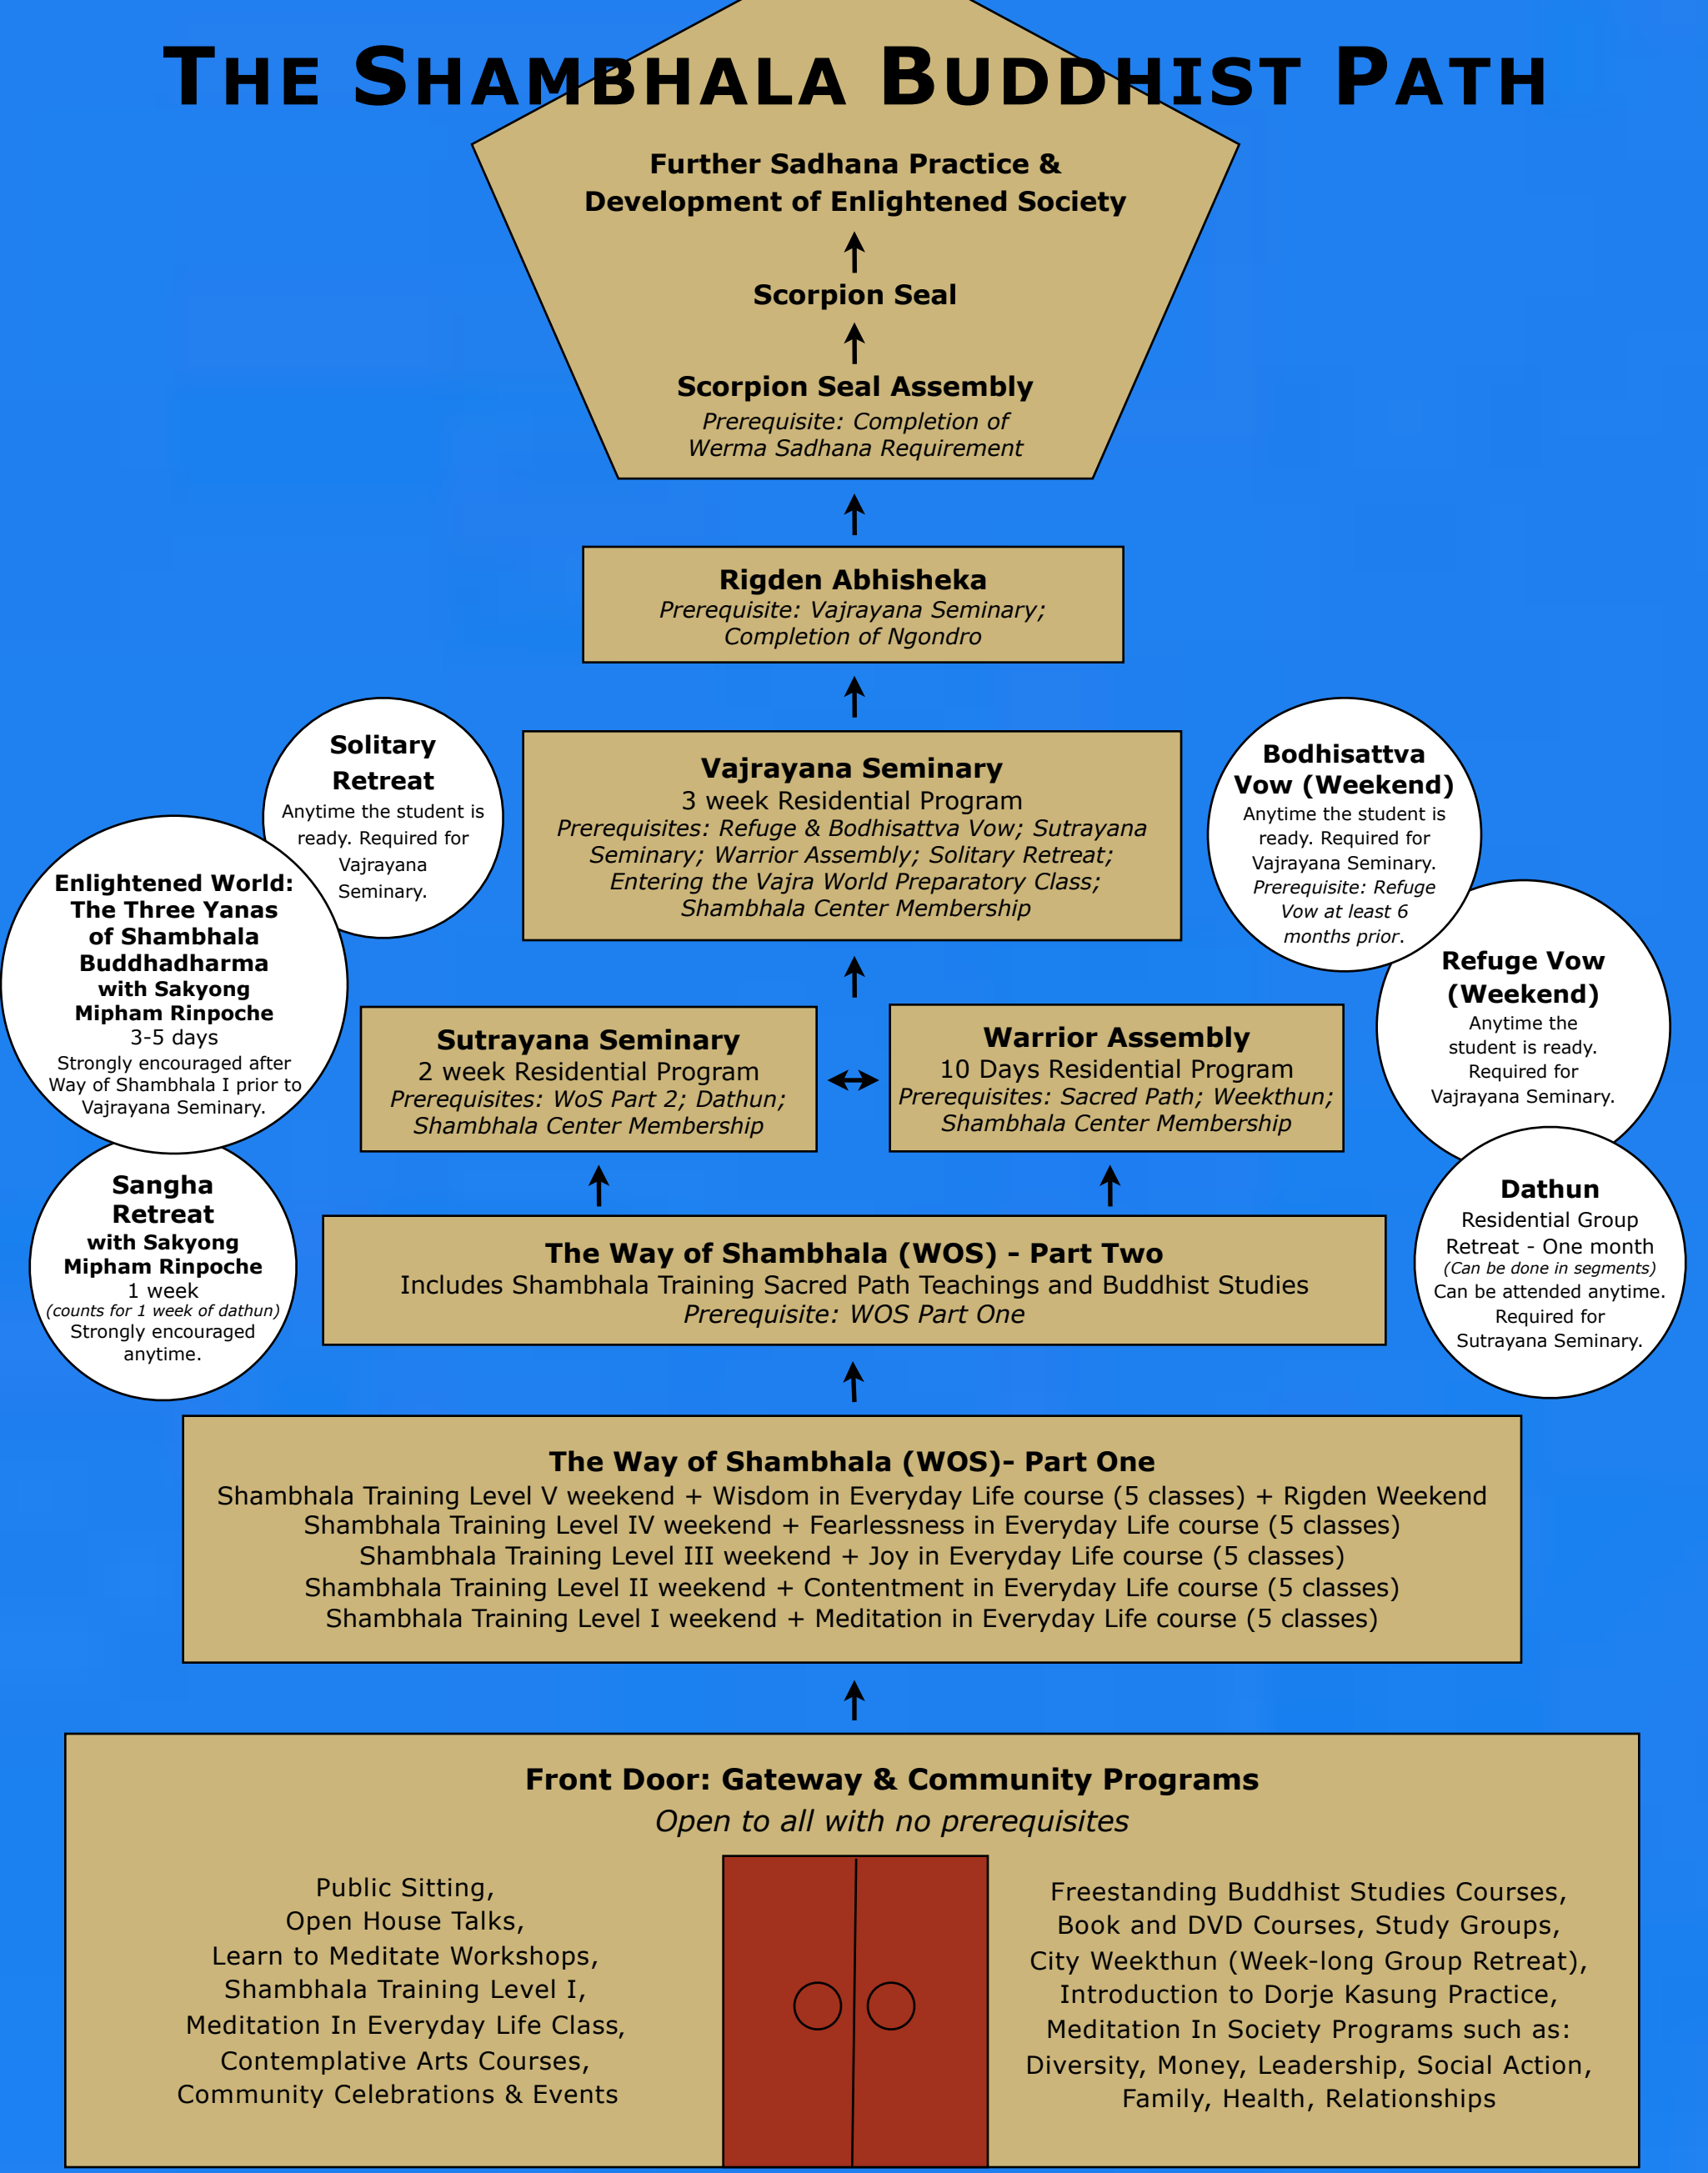 THE SHAMBHALA BUDDHIST PATH
Further Sadhana Practice &
Development of Enlightened Society
Scorpion Seal
Scorpion Seal Assembly
Prerequisite: Completion of
Werma Sadhana Requirement
Rigden Abhisheka
Prerequisite: Vajrayana Seminary;
Completion of Ngondro
Solitary
Retreat
Anytime the student is
ready. Required for
Vajrayana
Seminary.
Vajrayana Seminary
3 week Residential Program
Prerequisites: Refuge & Bodhisattva Vow; Sutrayana
Seminary; Warrior Assembly; Solitary Retreat;
Entering the Vajra World Preparatory Class;
Shambhala Center Membership
Bodhisattva
Vow (Weekend)
Anytime the student is
ready. Required for
Vajrayana Seminary.
Prerequisite: Refuge
Vow at least 6
months prior.
Enlightened World:
The Three Yanas
of Shambhala
Buddhadharma
with Sakyong
Mipham Rinpoche
3-5 days
Strongly encouraged after
Way of Shambhala I prior to
Vajrayana Seminary.
Sutrayana Seminary
2 week Residential Program
Prerequisites: WoS Part 2; Dathun;
Shambhala Center Membership
Warrior Assembly
10 Days Residential Program
Prerequisites: Sacred Path; Weekthun;
Shambhala Center Membership
Refuge Vow
(Weekend)
Anytime the
student is ready.
Required for
Vajrayana Seminary.
Sangha
Retreat
with Sakyong
Mipham Rinpoche
1 week
(counts for 1 week of dathun)
Strongly encouraged
anytime.
The Way of Shambhala (WOS) - Part Two
Includes Shambhala Training Sacred Path Teachings and Buddhist Studies
Prerequisite: WOS Part One
Dathun
Residential Group
Retreat - One month
(Can be done in segments)
Can be attended anytime.
Required for
Sutrayana Seminary.
The Way of Shambhala (WOS)- Part One
Shambhala Training Level V weekend + Wisdom in Everyday Life course (5 classes) + Rigden Weekend
Shambhala Training Level IV weekend + Fearlessness in Everyday Life course (5 classes)
Shambhala Training Level III weekend + Joy in Everyday Life course (5 classes)
Shambhala Training Level II weekend + Contentment in Everyday Life course (5 classes)
Shambhala Training Level I weekend + Meditation in Everyday Life course (5 classes)
Front Door: Gateway & Community Programs
Open to all with no prerequisites
Public Sitting,
Open House Talks,
Learn to Meditate Workshops,
Shambhala Training Level I,
Meditation In Everyday Life Class,
Contemplative Arts Courses,
Community Celebrations & Events
Freestanding Buddhist Studies Courses,
Book and DVD Courses, Study Groups,
City Weekthun (Week-long Group Retreat),
Introduction to Dorje Kasung Practice,
Meditation In Society Programs such as:
Diversity, Money, Leadership, Social Action,
Family, Health, Relationships